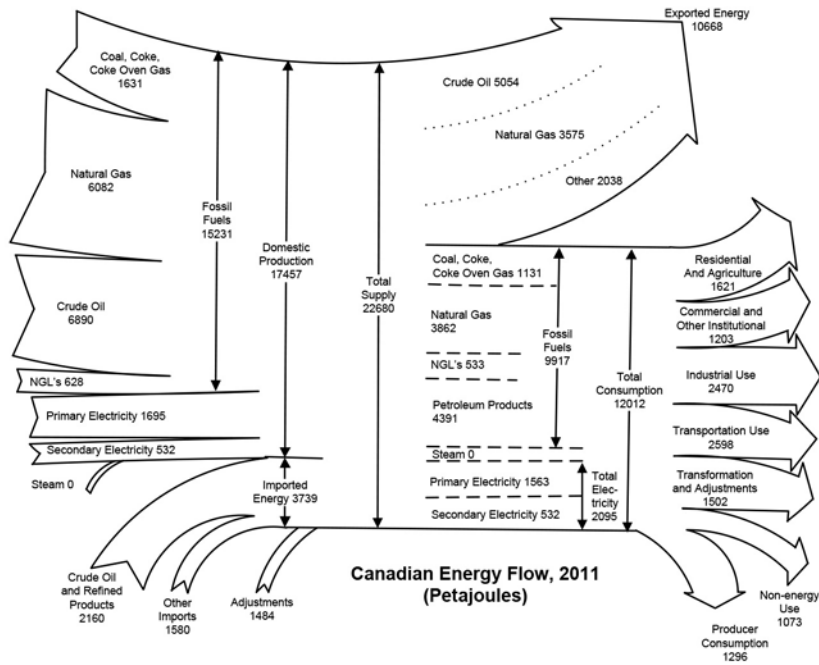 Exported Energy
10668
Coal, Coke,
Coke Oven Gas
1631
Crude Oil 5054
Natural Gas 3575
Natural Gas
6082
Other 2038
Fossil
Fuels
15231
Domestic
Production
17457
Total
Supply
22680
Coal, Coke,
Coke Oven Gas 1131
Residential
And Agriculture
1621
Crude Oil
6890
Natural Gas
3862
Fossil
Fuels
9917
Commercial and
Other Institutional
1203
NGL's 533
Total
Consumption
12012
Industrial Use
2470
NGL's 628
Petroleum Products
4391
Primary Electricity 1695
Transportation Use
2598
Secondary Electricity 532
Steam 0
Steam 0
Imported
Energy 3739
Primary Electricity 1563
Total
Elec-
tricity
2095
Transformation
and Adjustments
1502
Secondary Electricity 532
Crude Oil
and Refined
Products
2160
Other
Imports
1580
Adjustments
1484
Canadian Energy Flow, 2011
(Petajoules)
Non-energy
Use
1073
Producer
Consumption
1296